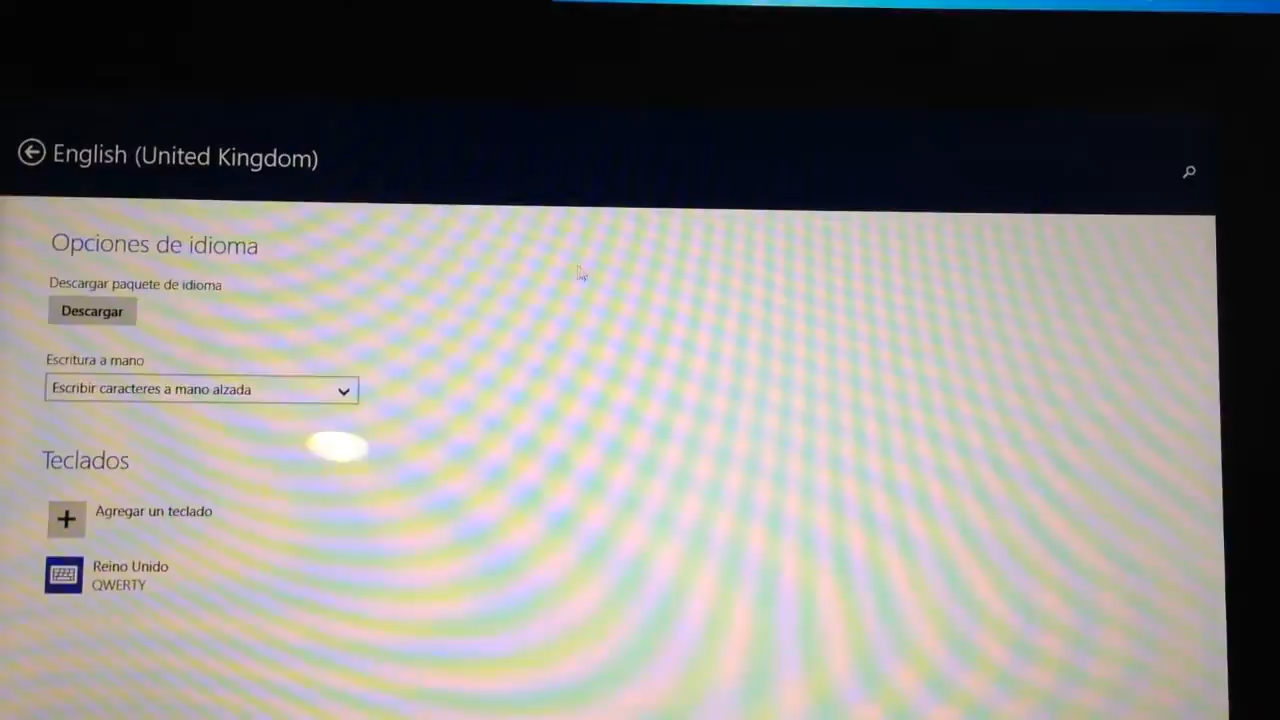 English (United Kingdom)
Opciones de idioma
Descargar paquete de idioma
Descargar
Escritura a mano
Escribir caracteres a mano alzada
Teclados
Agregar un teclado
Reino Unido
QWERTY